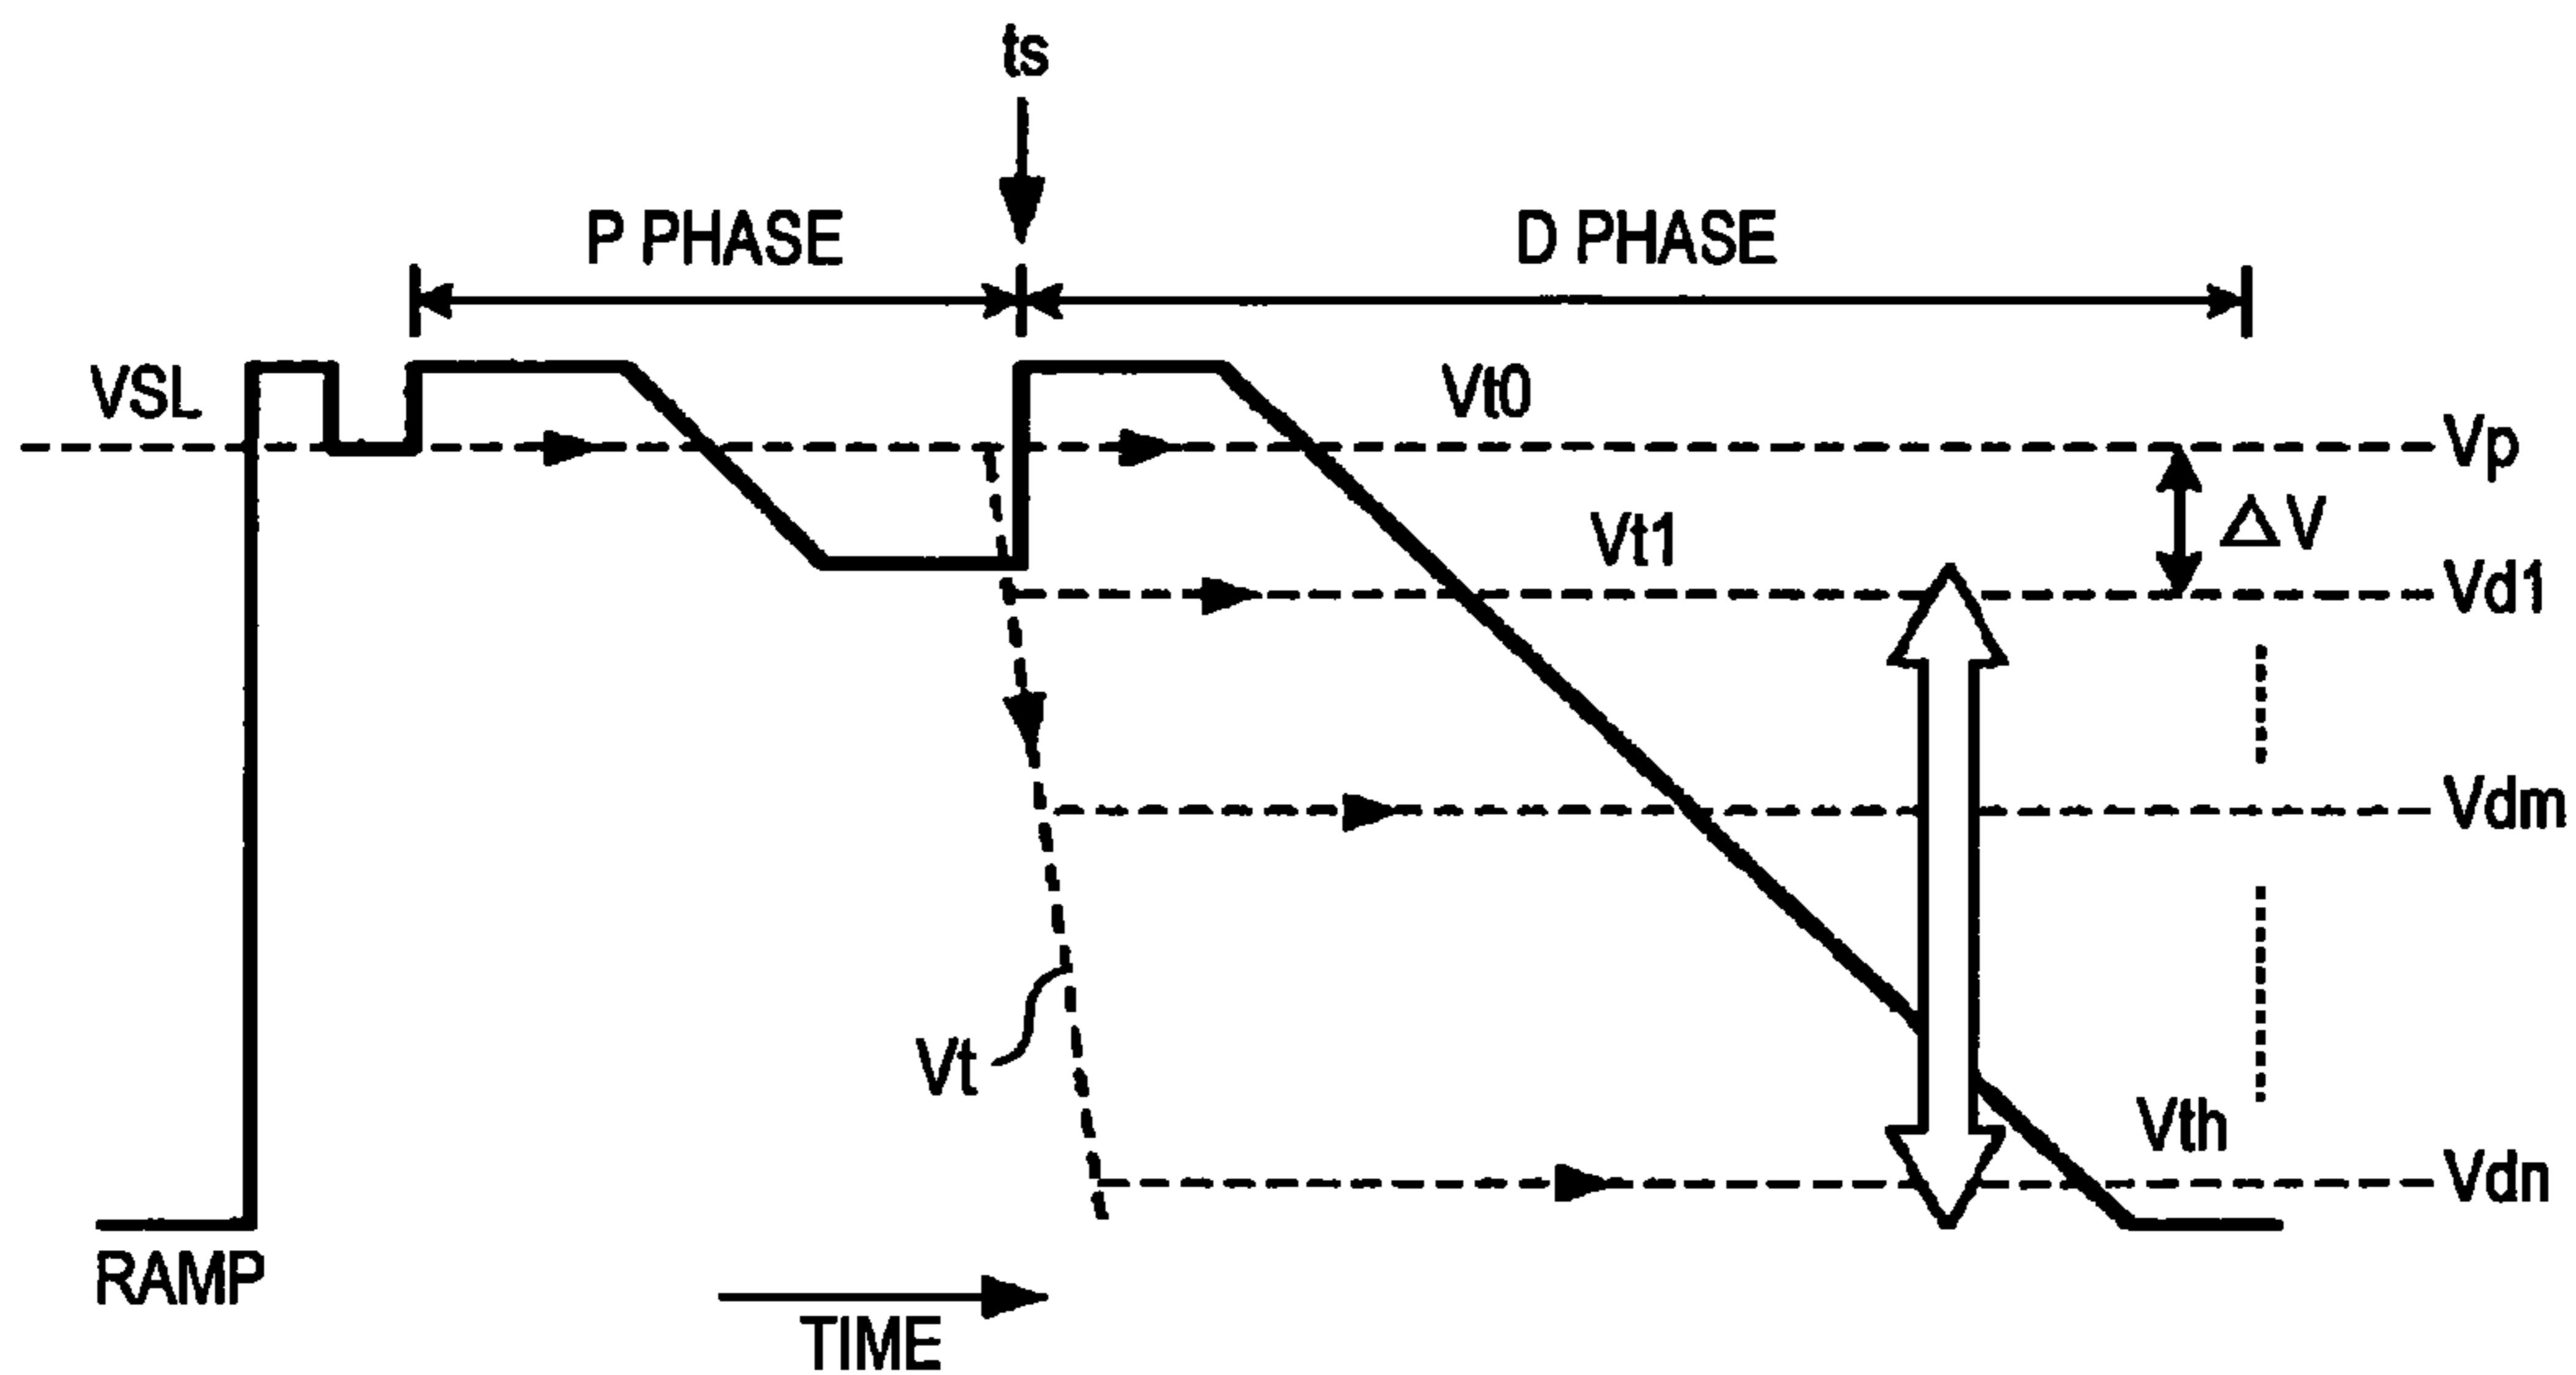 ts
P PHASE
D PHASE
VSL
Vt0
Vp
ΔV
Vt1
Vd1
Vdm
Vt
Vth
Vdn
RAMP
TIME